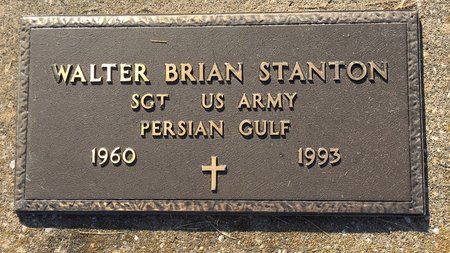 WALTER BRIAN STANTON
SGT US ARMY
PERSIAN GULF
1960 1993